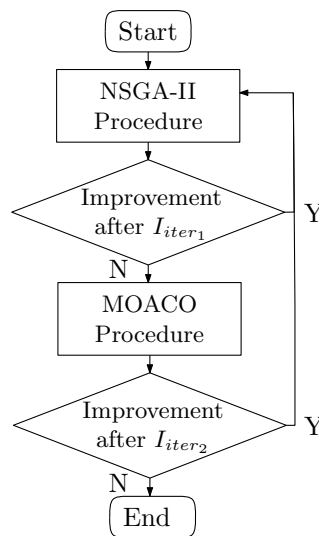 Start
NSGA-II
Procedure
Improvement
after I_{iter_1}
Y
N
MOACO
Procedure
Improvement
after I_{iter_2}
Y
N
End